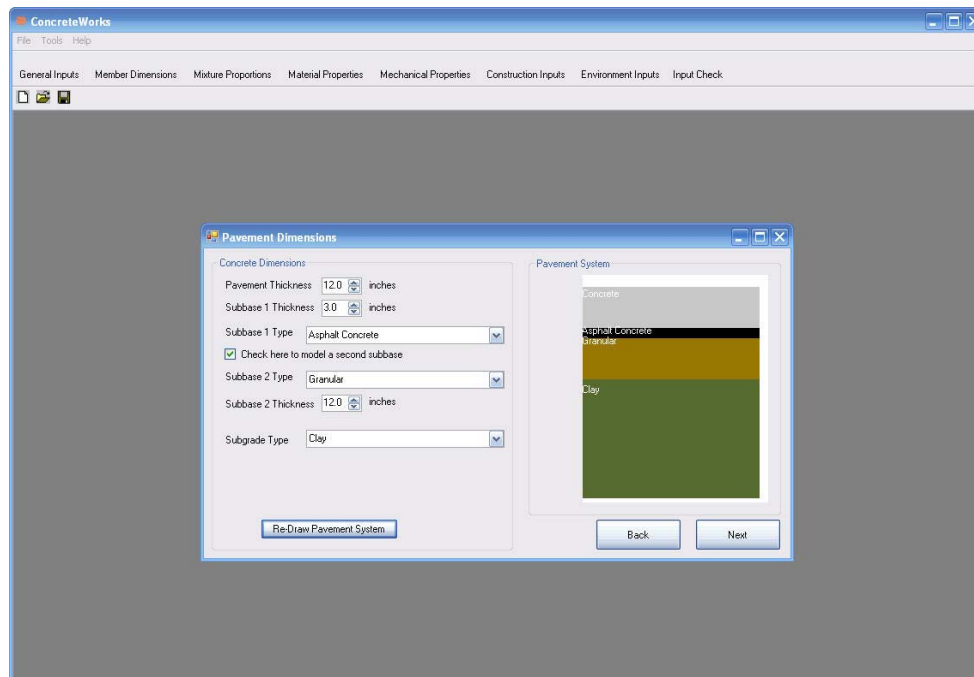 ConcreteWorks
File Tools Help
General Inputs Member Dimensions Mixture Proportions Material Properties Mechanical Properties Construction Inputs Environment Inputs Input Check
Pavement Dimensions
Concrete Dimensions
Pavement Thickness 12.0 inches
Subbase 1 Thickness 3.0 inches
Subbase 1 Type Asphalt Concrete
Check here to model a second subbase
Subbase 2 Type Granular
Subbase 2 Thickness 12.0 inches
Subgrade Type Clay
Re-Draw Pavement System
Pavement System
Concrete
Asphalt Concrete
Granular
Clay
Back Next